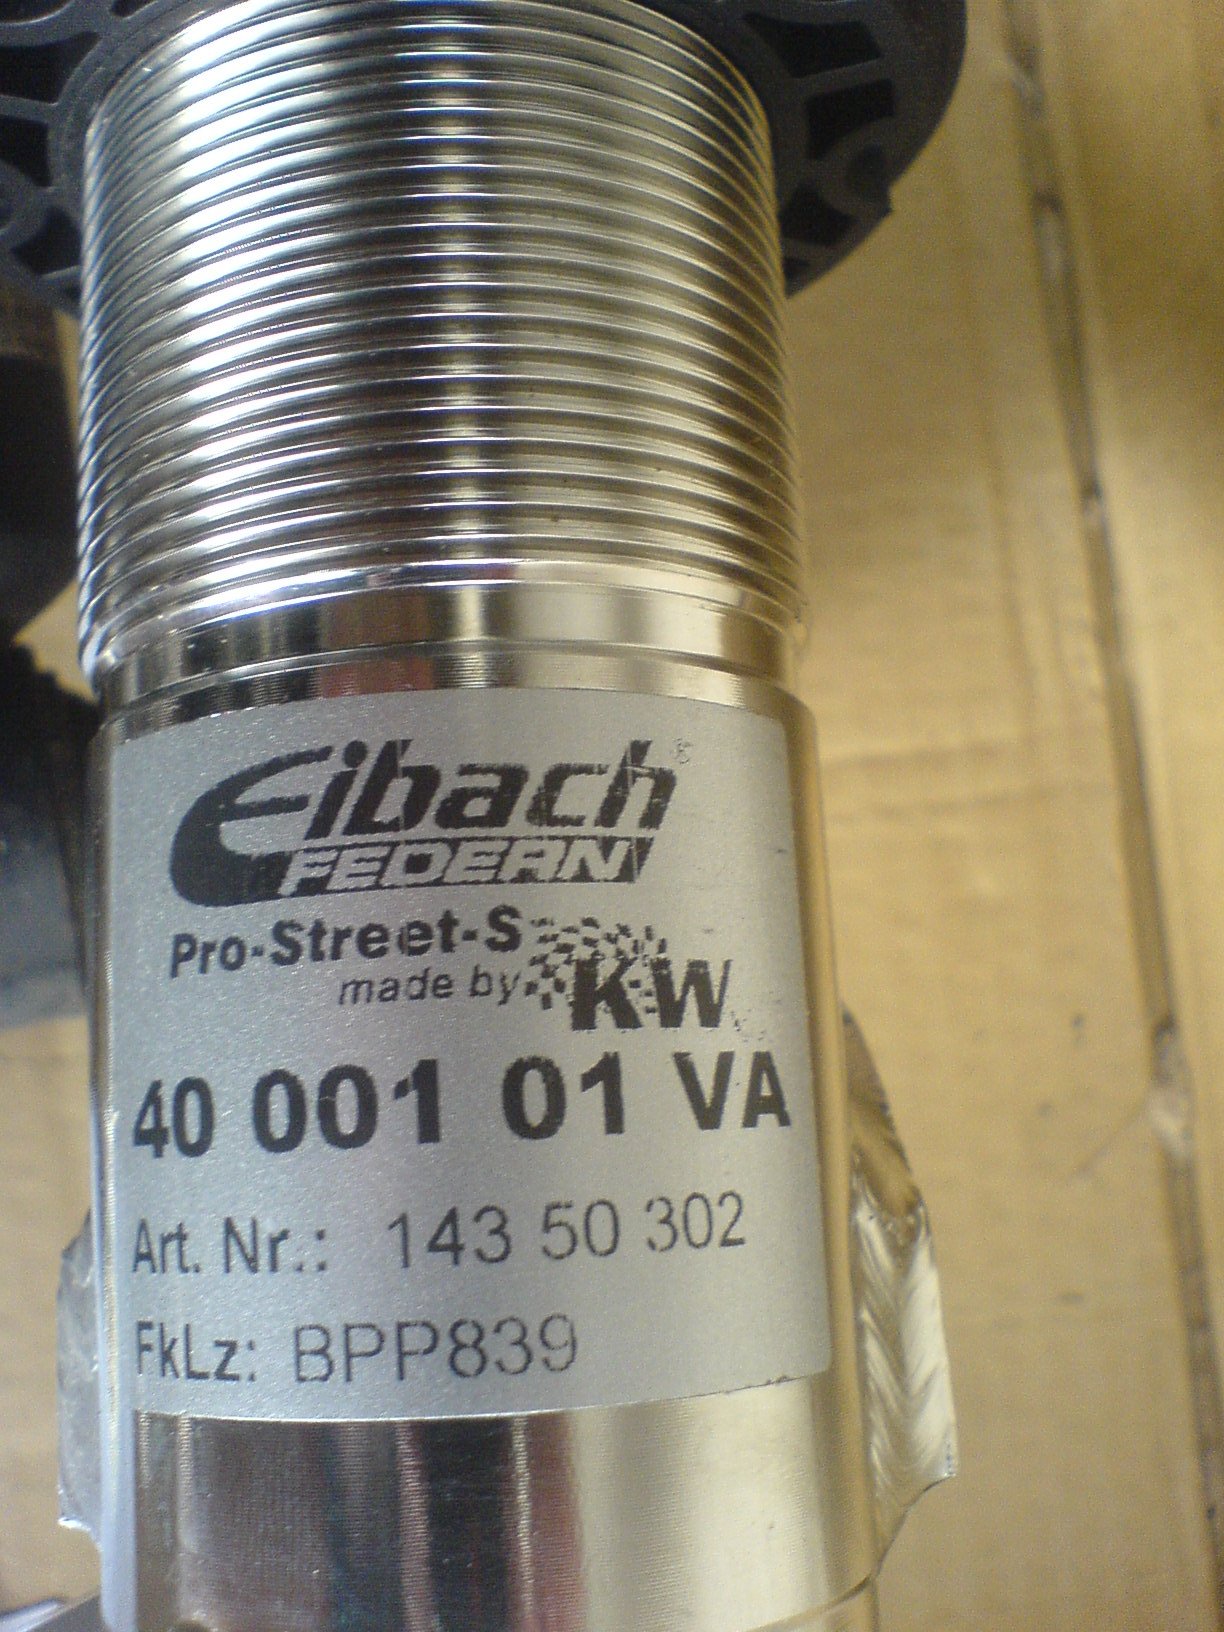 Eibach®
FEDERN
Pro-Street-S
made by KW
40 001 01 VA
Art. Nr.: 143 50 302
FkLz: BPP839